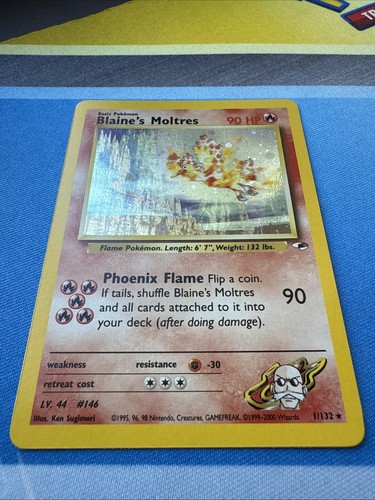 TR
Basic Pokémon
Blaine's Moltres 90 HP
Flame Pokémon. Length: 6' 7", Weight: 132 lbs.
Phoenix Flame Flip a coin.
If tails, shuffle Blaine's Moltres
and all cards attached to it into
your deck (after doing damage).
90
weakness resistance -30
retreat cost
LV. 44 #146
Illus. Ken Sugimori ©1995, 96, 98 Nintendo, Creatures, GAMEFREAK. ©1999-2000 Wizards. 1/132 ★